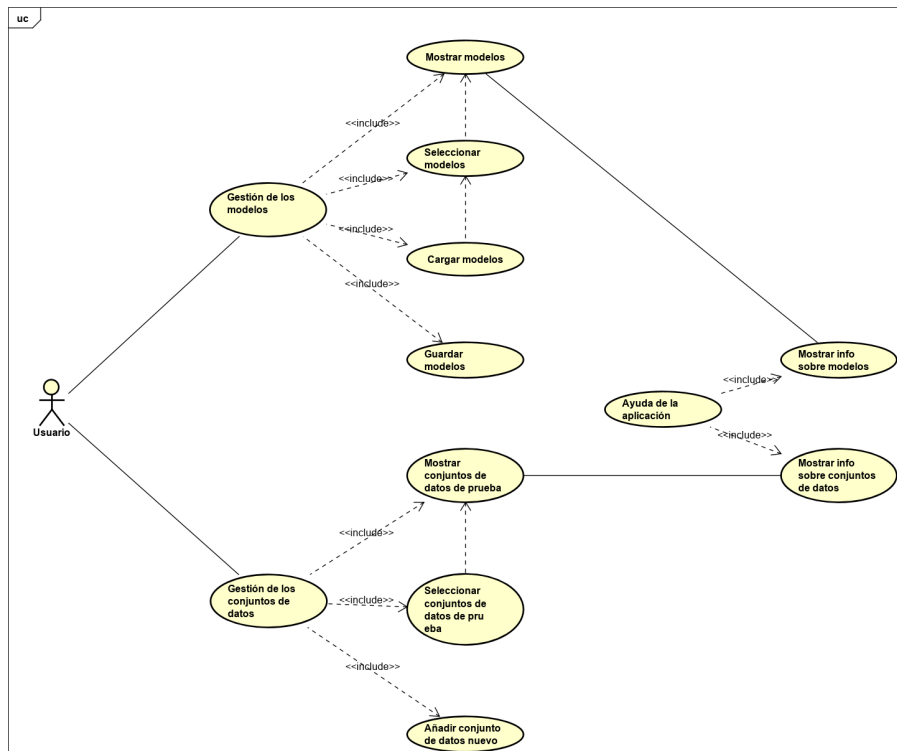 uc
Mostrar modelos
<<include>>
Seleccionar
modelos
<<include>>
Gestión de los
modelos
<<include>>
Cargar modelos
<<include>>
Guardar
modelos
Mostrar info
sobre modelos
<<include>>
Ayuda de la
aplicación
Usuario
<<include>>
Mostrar
conjuntos de
datos de prueba
Mostrar info
sobre conjuntos
de datos
<<include>>
Gestión de los
conjuntos de
datos
<<include>>
Seleccionar
conjuntos de
datos de pru
eba
<<include>>
Añadir conjunto
de datos nuevo